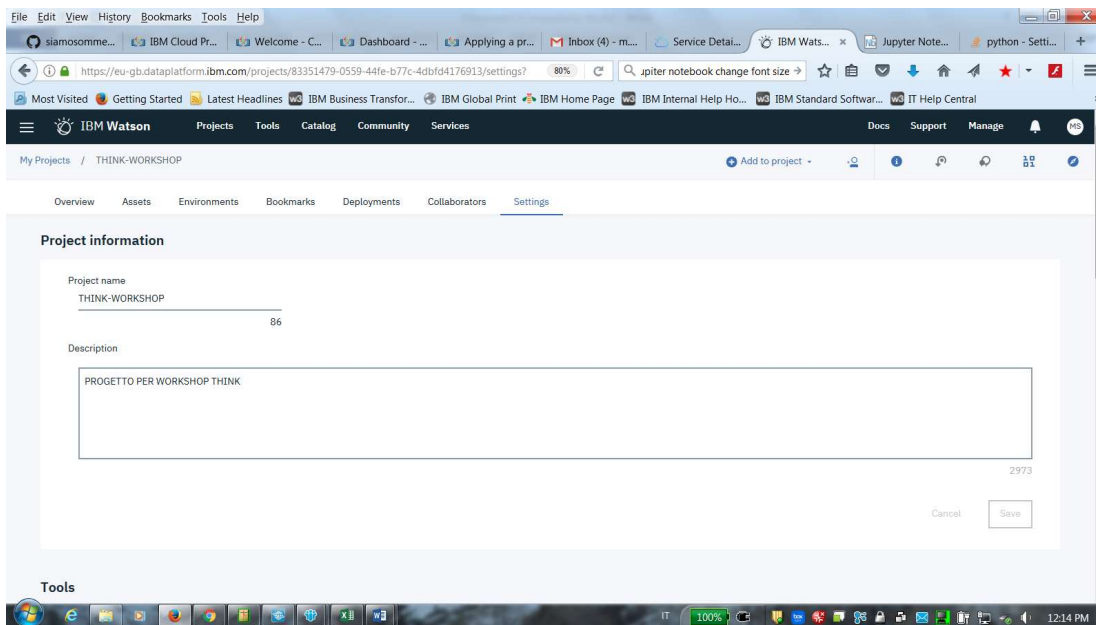 File Edit View History Bookmarks Tools Help
siamosomme... IBM Cloud Pr... Welcome - C... Dashboard - ... Applying a pr... Inbox (4) - m... Service Detai... IBM Wats... × Jupyter Note... python - Setti... +
https://eu-gb.dataplatform.ibm.com/projects/83351479-0559-44fe-b77c-4dbfd4176913/settings? 80% upiter notebook change font size
Most Visited Getting Started Latest Headlines IBM Business Transfor... IBM Global Print IBM Home Page IBM Internal Help Ho... IBM Standard Softwar... IT Help Central
IBM Watson Projects Tools Catalog Community Services Docs Support Manage MS
My Projects / THINK-WORKSHOP Add to project
Overview Assets Environments Bookmarks Deployments Collaborators Settings
Project information
Project name
THINK-WORKSHOP
86
Description
PROGETTO PER WORKSHOP THINK
2973
Cancel Save
Tools
IT 100% 12:14 PM